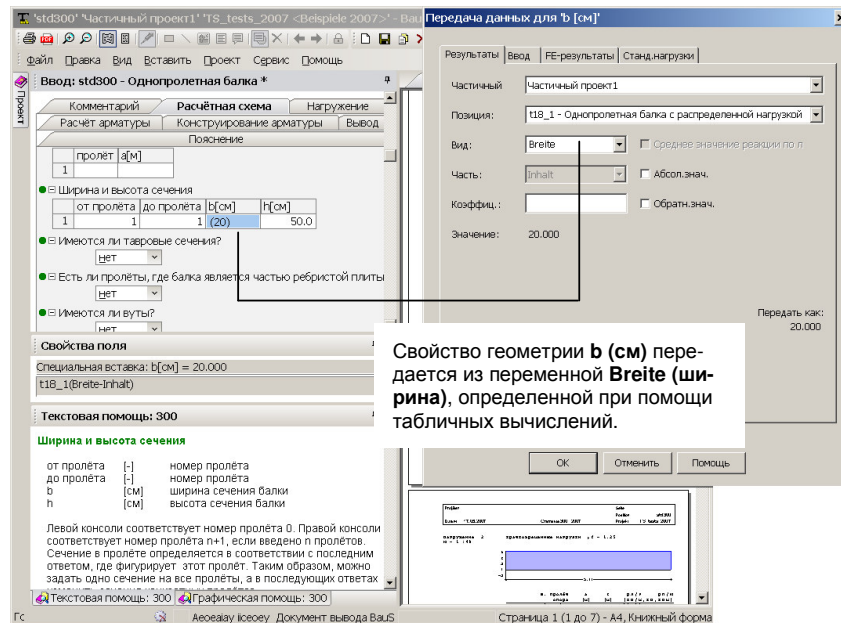 'std300' 'Частичный проект1' 'TS_tests_2007 <Beispiele 2007>' - Bau
Файл Правка Вид Вставить Проект Сервис Помощь
Проект
Ввод: std300 - Однопролетная балка *
Комментарий Расчётная схема Нагружение
Расчёт арматуры Конструирование арматуры Вывод
Пояснение
пролёт a[м]
1
Ширина и высота сечения
от пролёта до пролёта b[см] h[см]
1 1 1 (20) 50.0
Имеются ли тавровые сечения?
Нет
Есть ли пролёты, где балка является частью ребристой плиты
Нет
Имеются ли вуты?
Нет
Свойства поля
Специальная вставка: b[см] = 20.000
t18_1(Breite-Inhalt)
Текстовая помощь: 300
Ширина и высота сечения
от пролёта [-] номер пролёта
до пролёта [-] номер пролёта
b [см] ширина сечения балки
h [см] высота сечения балки
Левой консоли соответствует номер пролёта 0. Правой консоли
соответствует номер пролёта n+1, если введено n пролётов.
Сечение в пролёте определяется в соответствии с последним
ответом, где фигурирует этот пролёт. Таким образом, можно
задать одно сечение на все пролёты, а в последующих ответах
Текстовая помощь: 300 Графическая помощь: 300
Передача данных для 'b [см]'
Результаты Ввод FE-результаты Станд.нагрузки
Частичный Частичный проект1
Позиция: t18_1 - Однопролетная балка с распределенной нагрузкой
Вид: Breite Среднее значение реакции по п
Часть: Inhalt Абсол.знач.
Коэффиц.: Обратн.знач.
Значение: 20.000
Передать как:
20.000
Свойство геометрии b (см) пере-
дается из переменной Breite (ши-
рина), определенной при помощи
табличных вычислений.
OK Отменить Помощь
Страница 1 (1 до 7) - A4, Книжный форма